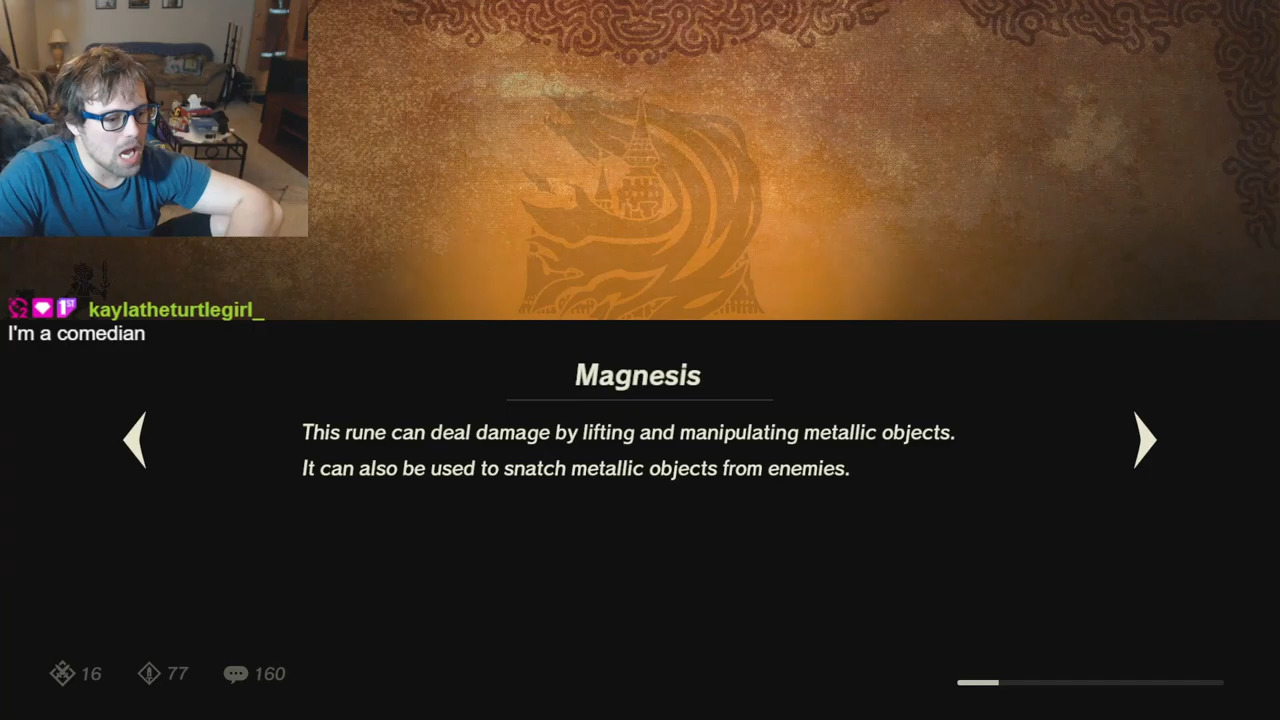 kaylatheturtlegirl_
I'm a comedian
Magnesis
This rune can deal damage by lifting and manipulating metallic objects.
It can also be used to snatch metallic objects from enemies.
16 77 160